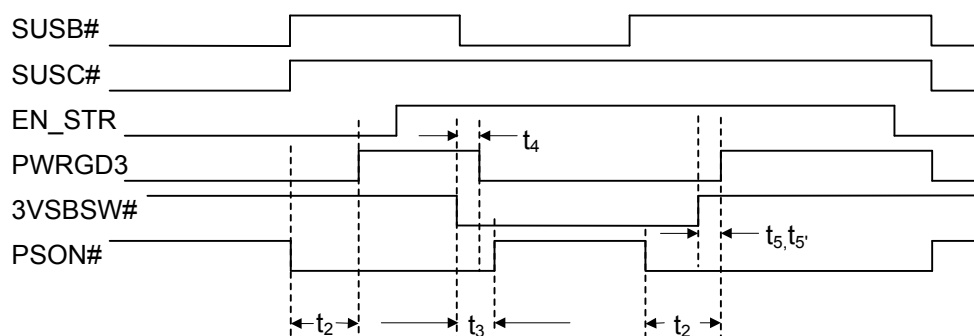 SUSB#
SUSC#
EN_STR
t4
PWRGD3
3VSBSW#
t5,t5'
PSON#
t2
t3
t2